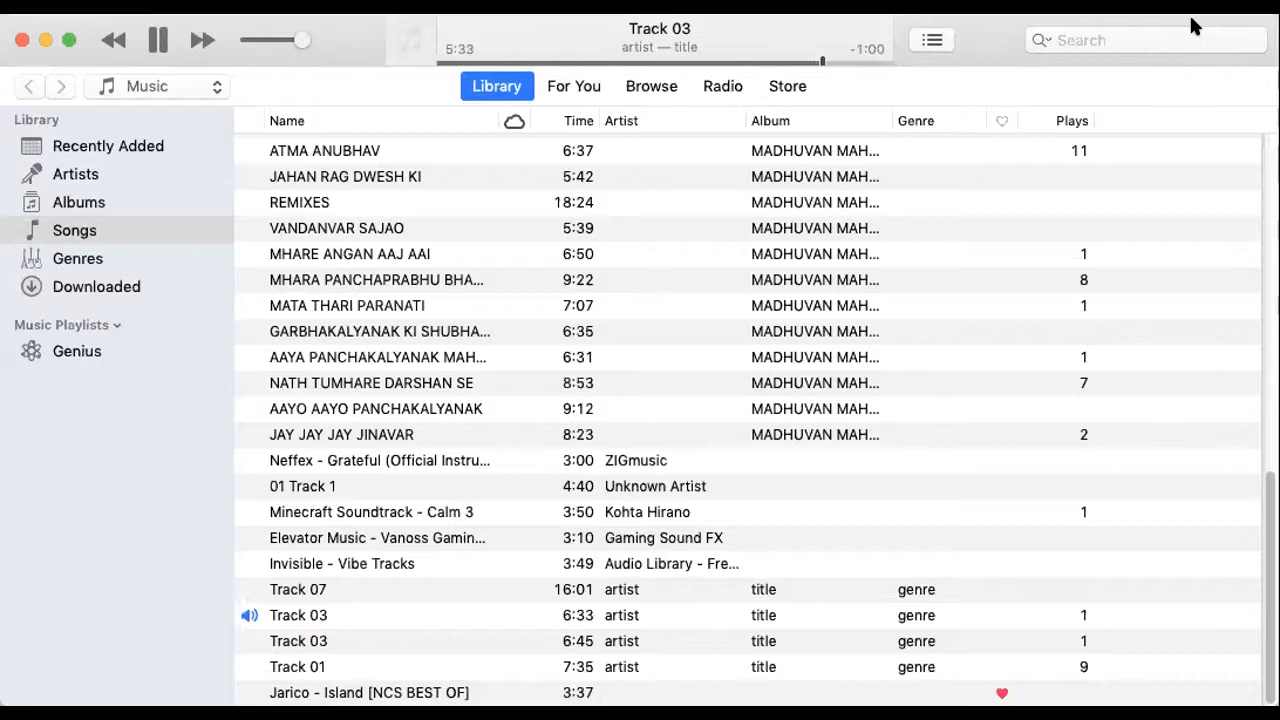 Track 03
5:33 artist — title -1:00
Search
Music Library For You Browse Radio Store
Library
Recently Added
Artists
Albums
Songs
Genres
Downloaded
Music Playlists
Genius
Name Time Artist Album Genre Plays
ATMA ANUBHAV 6:37 MADHUVAN MAH... 11
JAHAN RAG DWESH KI 5:42 MADHUVAN MAH...
REMIXES 18:24 MADHUVAN MAH...
VANDANVAR SAJAO 5:39 MADHUVAN MAH...
MHARE ANGAN AAJ AAI 6:50 MADHUVAN MAH... 1
MHARA PANCHAPRABHU BHA... 9:22 MADHUVAN MAH... 8
MATA THARI PARANATI 7:07 MADHUVAN MAH... 1
GARBHAKALYANAK KI SHUBHA... 6:35 MADHUVAN MAH...
AAYA PANCHAKALYANAK MAH... 6:31 MADHUVAN MAH... 1
NATH TUMHARE DARSHAN SE 8:53 MADHUVAN MAH... 7
AAYO AAYO PANCHAKALYANAK 9:12 MADHUVAN MAH...
JAY JAY JAY JINAVAR 8:23 MADHUVAN MAH... 2
Neffex - Grateful (Official Instru... 3:00 ZIGmusic
01 Track 1 4:40 Unknown Artist
Minecraft Soundtrack - Calm 3 3:50 Kohta Hirano 1
Elevator Music - Vanoss Gamin... 3:10 Gaming Sound FX
Invisible - Vibe Tracks 3:49 Audio Library - Fre...
Track 07 16:01 artist title genre
Track 03 6:33 artist title genre 1
Track 03 6:45 artist title genre 1
Track 01 7:35 artist title genre 9
Jarico - Island [NCS BEST OF] 3:37